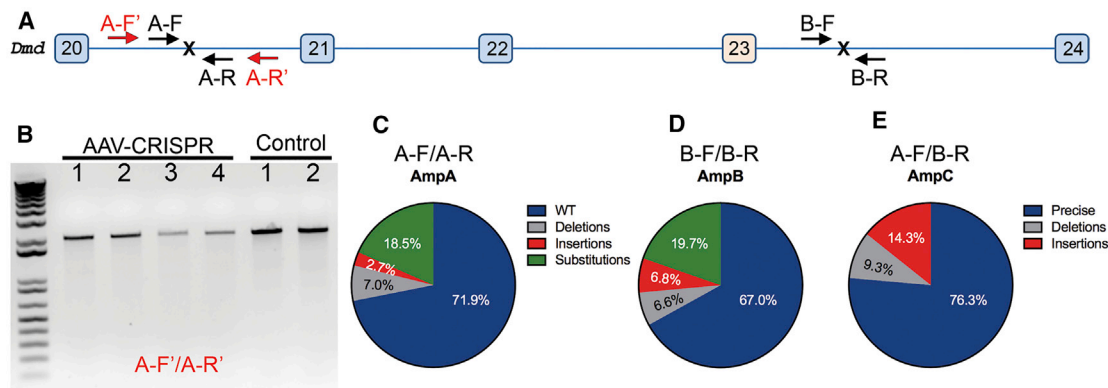 A
A-F' A-F B-F
Dmd 20 X 21 22 23 X 24
A-R A-R' B-R
B
AAV-CRISPR Control
1 2 3 4 1 2
A-F'/A-R'
C
A-F/A-R
AmpA
18.5%
2.7%
7.0%
71.9%
WT
Deletions
Insertions
Substitutions
D
B-F/B-R
AmpB
19.7%
6.8%
6.6%
67.0%
E
A-F/B-R
AmpC
14.3%
9.3%
76.3%
Precise
Deletions
Insertions